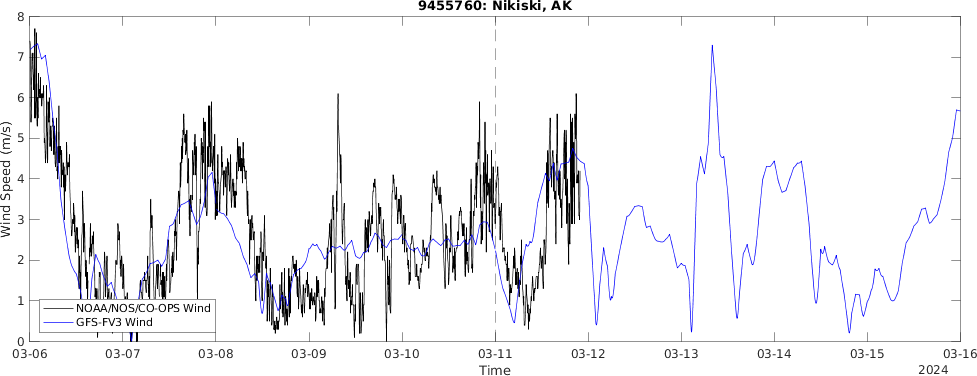 9455760: Nikiski, AK
8
7
6
5
4
3
2
1
0
Wind Speed (m/s)
NOAA/NOS/CO-OPS Wind
GFS-FV3 Wind
03-06 03-07 03-08 03-09 03-10 03-11 03-12 03-13 03-14 03-15 03-16
Time
2024